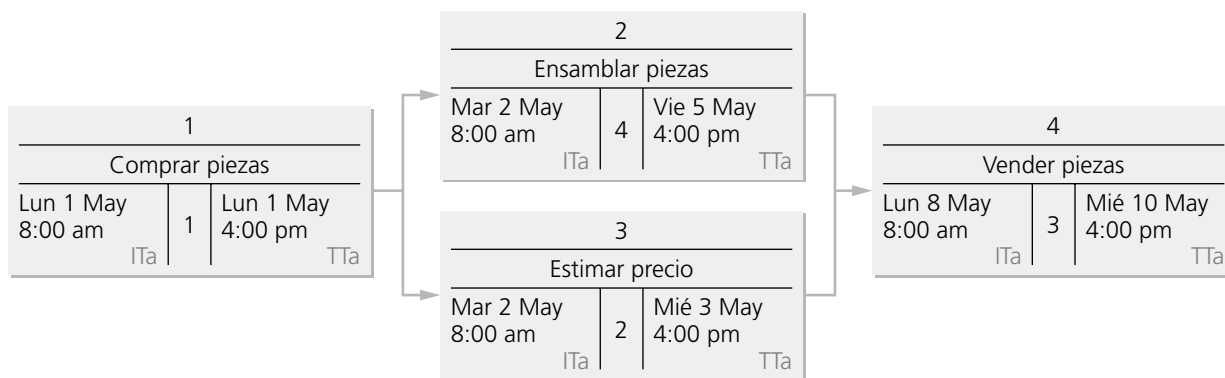 1
Comprar piezas
Lun 1 May
8:00 am
ITa
1
Lun 1 May
4:00 pm
TTa
2
Ensamblar piezas
Mar 2 May
8:00 am
ITa
4
Vie 5 May
4:00 pm
TTa
3
Estimar precio
Mar 2 May
8:00 am
ITa
2
Mié 3 May
4:00 pm
TTa
4
Vender piezas
Lun 8 May
8:00 am
ITa
3
Mié 10 May
4:00 pm
TTa